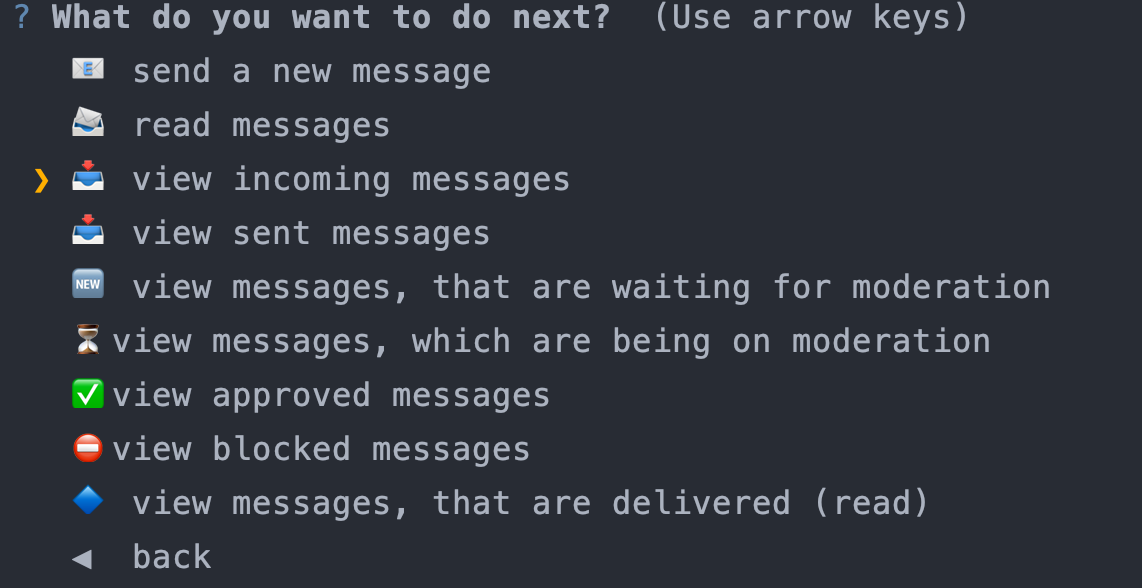 ? What do you want to do next? (Use arrow keys)
📧 send a new message
📨 read messages
❯ 📥 view incoming messages
📥 view sent messages
🆕 view messages, that are waiting for moderation
⏳ view messages, which are being on moderation
✅ view approved messages
⛔ view blocked messages
🔷 view messages, that are delivered (read)
◀ back